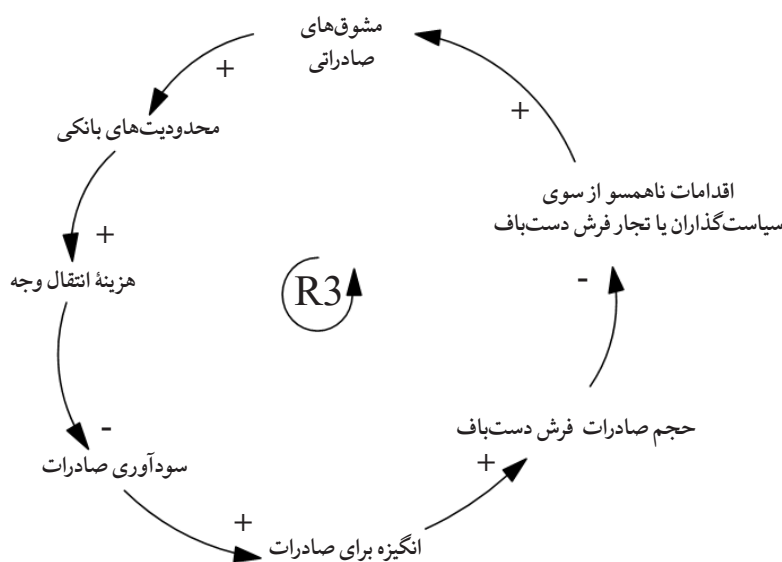 مشوق‌های
صادراتی
+
+
محدودیت‌های بانکی
اقدامات ناهمسو از سوی
سیاست‌گذاران یا تجار فرش دست‌باف
+
هزینهٔ انتقال وجه
R3
-
حجم صادرات فرش دست‌باف
-
سودآوری صادرات
+
+
انگیزه برای صادرات